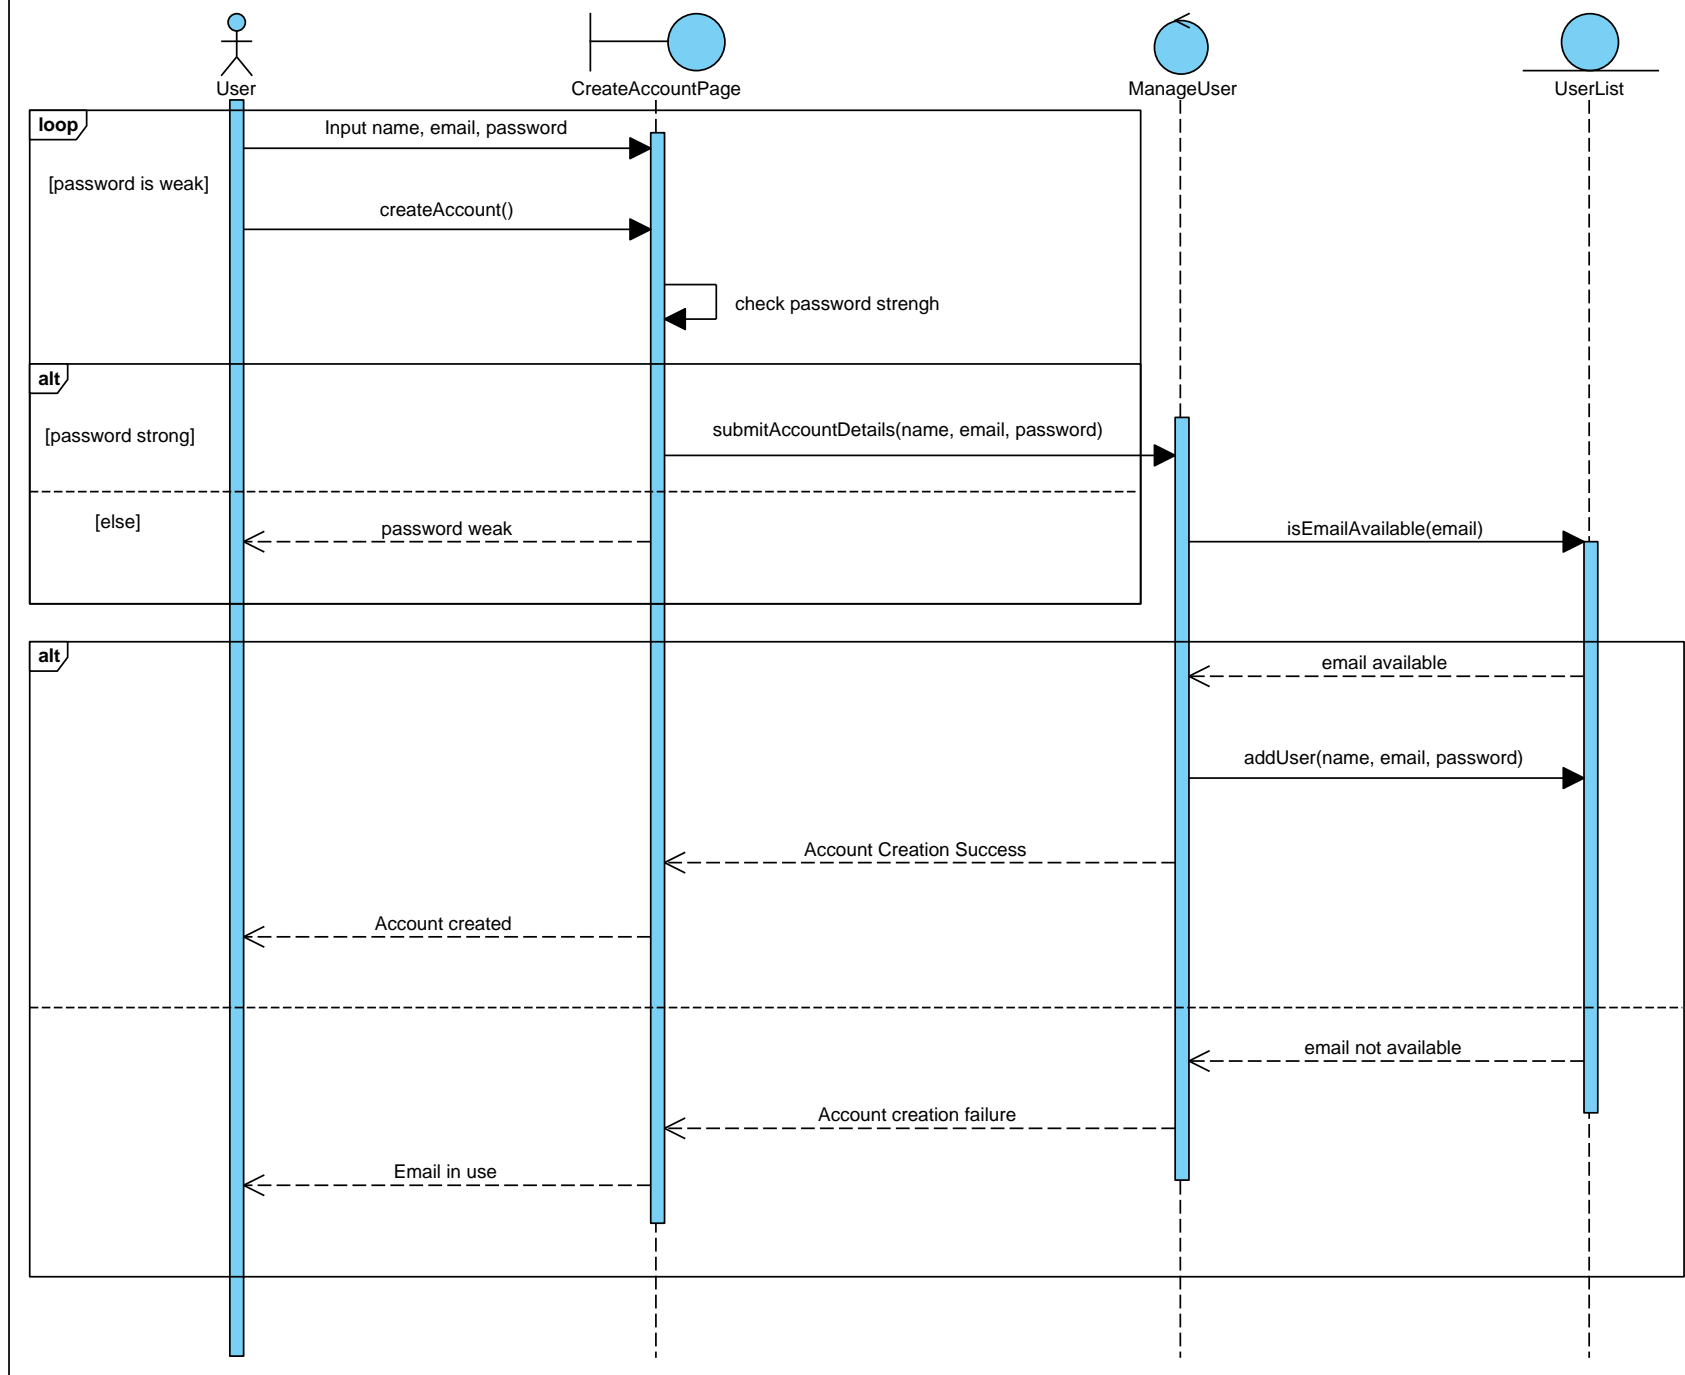 User
CreateAccountPage
ManageUser
UserList
loop
Input name, email, password
[password is weak]
createAccount()
check password strengh
alt
[password strong]
submitAccountDetails(name, email, password)
[else]
password weak
isEmailAvailable(email)
alt
email available
addUser(name, email, password)
Account Creation Success
Account created
email not available
Account creation failure
Email in use